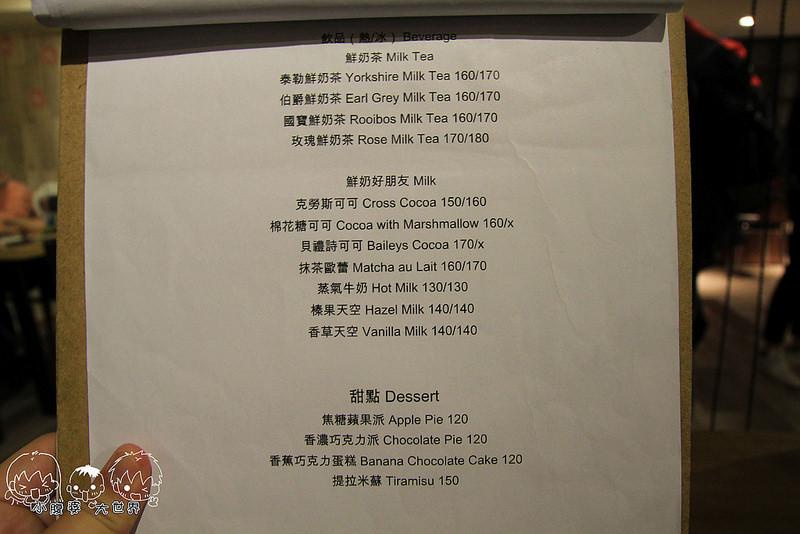 飲品（熱/冰） Beverage
鮮奶茶 Milk Tea
泰勒鮮奶茶 Yorkshire Milk Tea 160/170
伯爵鮮奶茶 Earl Grey Milk Tea 160/170
國寶鮮奶茶 Rooibos Milk Tea 160/170
玫瑰鮮奶茶 Rose Milk Tea 170/180
鮮奶好朋友 Milk
克勞斯可可 Cross Cocoa 150/160
棉花糖可可 Cocoa with Marshmallow 160/x
貝禮詩可可 Baileys Cocoa 170/x
抹茶歐蕾 Matcha au Lait 160/170
蒸氣牛奶 Hot Milk 130/130
榛果天空 Hazel Milk 140/140
香草天空 Vanilla Milk 140/140
甜點 Dessert
焦糖蘋果派 Apple Pie 120
香濃巧克力派 Chocolate Pie 120
香蕉巧克力蛋糕 Banana Chocolate Cake 120
提拉米蘇 Tiramisu 150
小腹婆 大世界